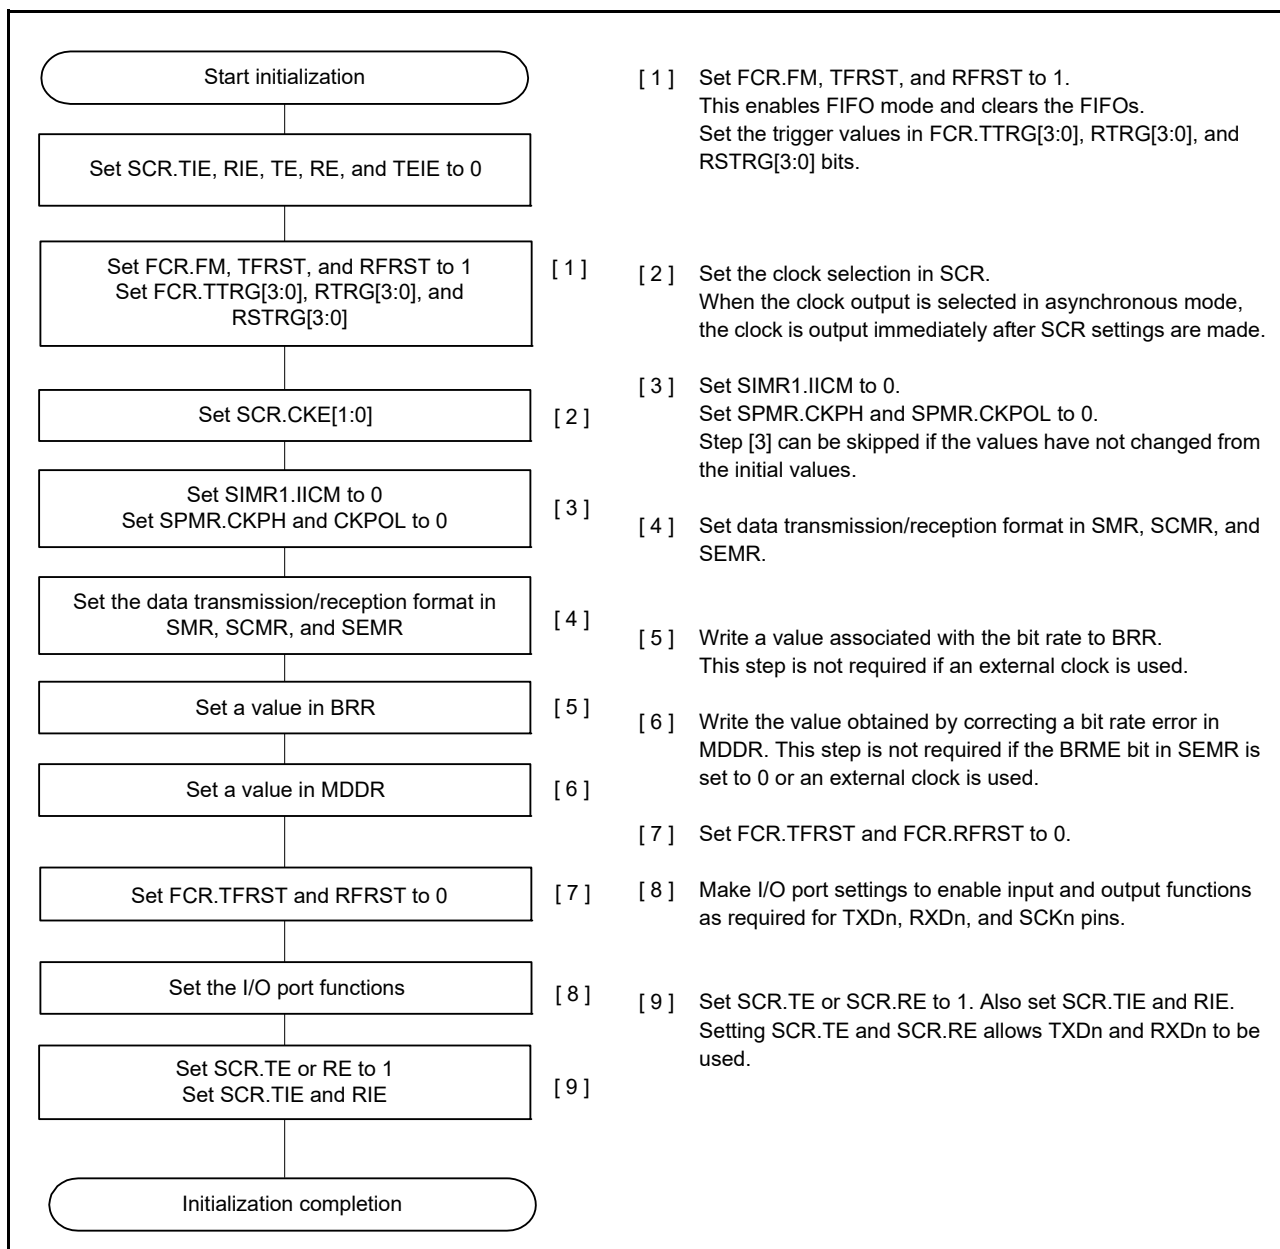 Start initialization
Set SCR.TIE, RIE, TE, RE, and TEIE to 0
Set FCR.FM, TFRST, and RFRST to 1
Set FCR.TTRG[3:0], RTRG[3:0], and
RSTRG[3:0]
[ 1 ]
Set SCR.CKE[1:0]
[ 2 ]
Set SIMR1.IICM to 0
Set SPMR.CKPH and CKPOL to 0
[ 3 ]
Set the data transmission/reception format in
SMR, SCMR, and SEMR
[ 4 ]
Set a value in BRR
[ 5 ]
Set a value in MDDR
[ 6 ]
Set FCR.TFRST and RFRST to 0
[ 7 ]
Set the I/O port functions
[ 8 ]
Set SCR.TE or RE to 1
Set SCR.TIE and RIE
[ 9 ]
Initialization completion
[ 1 ] Set FCR.FM, TFRST, and RFRST to 1.
This enables FIFO mode and clears the FIFOs.
Set the trigger values in FCR.TTRG[3:0], RTRG[3:0], and
RSTRG[3:0] bits.
[ 2 ] Set the clock selection in SCR.
When the clock output is selected in asynchronous mode,
the clock is output immediately after SCR settings are made.
[ 3 ] Set SIMR1.IICM to 0.
Set SPMR.CKPH and SPMR.CKPOL to 0.
Step [3] can be skipped if the values have not changed from
the initial values.
[ 4 ] Set data transmission/reception format in SMR, SCMR, and
SEMR.
[ 5 ] Write a value associated with the bit rate to BRR.
This step is not required if an external clock is used.
[ 6 ] Write the value obtained by correcting a bit rate error in
MDDR. This step is not required if the BRME bit in SEMR is
set to 0 or an external clock is used.
[ 7 ] Set FCR.TFRST and FCR.RFRST to 0.
[ 8 ] Make I/O port settings to enable input and output functions
as required for TXDn, RXDn, and SCKn pins.
[ 9 ] Set SCR.TE or SCR.RE to 1. Also set SCR.TIE and RIE.
Setting SCR.TE and SCR.RE allows TXDn and RXDn to be
used.